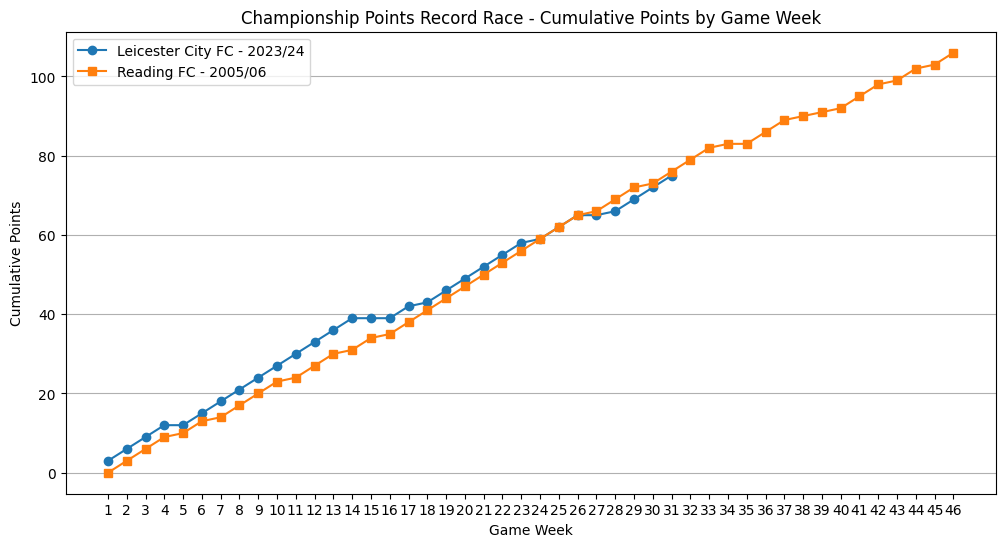 Championship Points Record Race - Cumulative Points by Game Week
Leicester City FC - 2023/24
Reading FC - 2005/06
Cumulative Points
100
80
60
40
20
0
1 2 3 4 5 6 7 8 9 10 11 12 13 14 15 16 17 18 19 20 21 22 23 24 25 26 27 28 29 30 31 32 33 34 35 36 37 38 39 40 41 42 43 44 45 46
Game Week